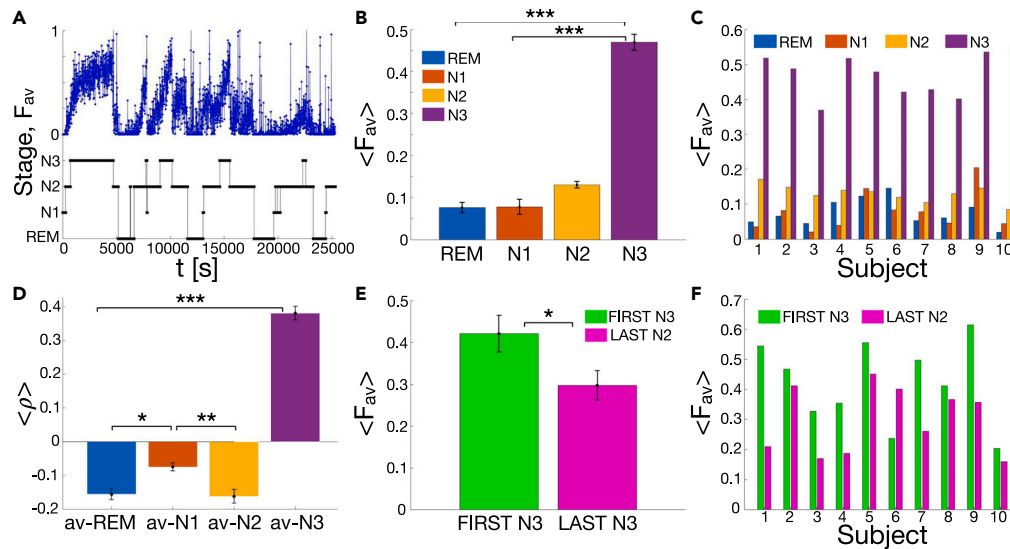 A
Stage, F_av
1
0
N3
N2
N1
REM
0 5000 10000 15000 20000 25000
t [s]
B
<F_av>
0.5
0.4
0.3
0.2
0.1
0
***
***
REM
N1
N2
N3
REM N1 N2 N3
C
<F_av>
REM N1 N2 N3
0.6
0.5
0.4
0.3
0.2
0.1
0
1 2 3 4 5 6 7 8 9 10
Subject
D
<ρ>
0.4
0.3
0.2
0.1
0
-0.1
-0.2
***
* **
av-REM av-N1 av-N2 av-N3
E
<F_av>
0.5
0.4
0.3
0.2
0.1
0
*
FIRST N3
LAST N2
FIRST N3 LAST N3
F
<F_av>
0.7
0.6
0.5
0.4
0.3
0.2
0.1
0
FIRST N3 LAST N2
1 2 3 4 5 6 7 8 9 10
Subject